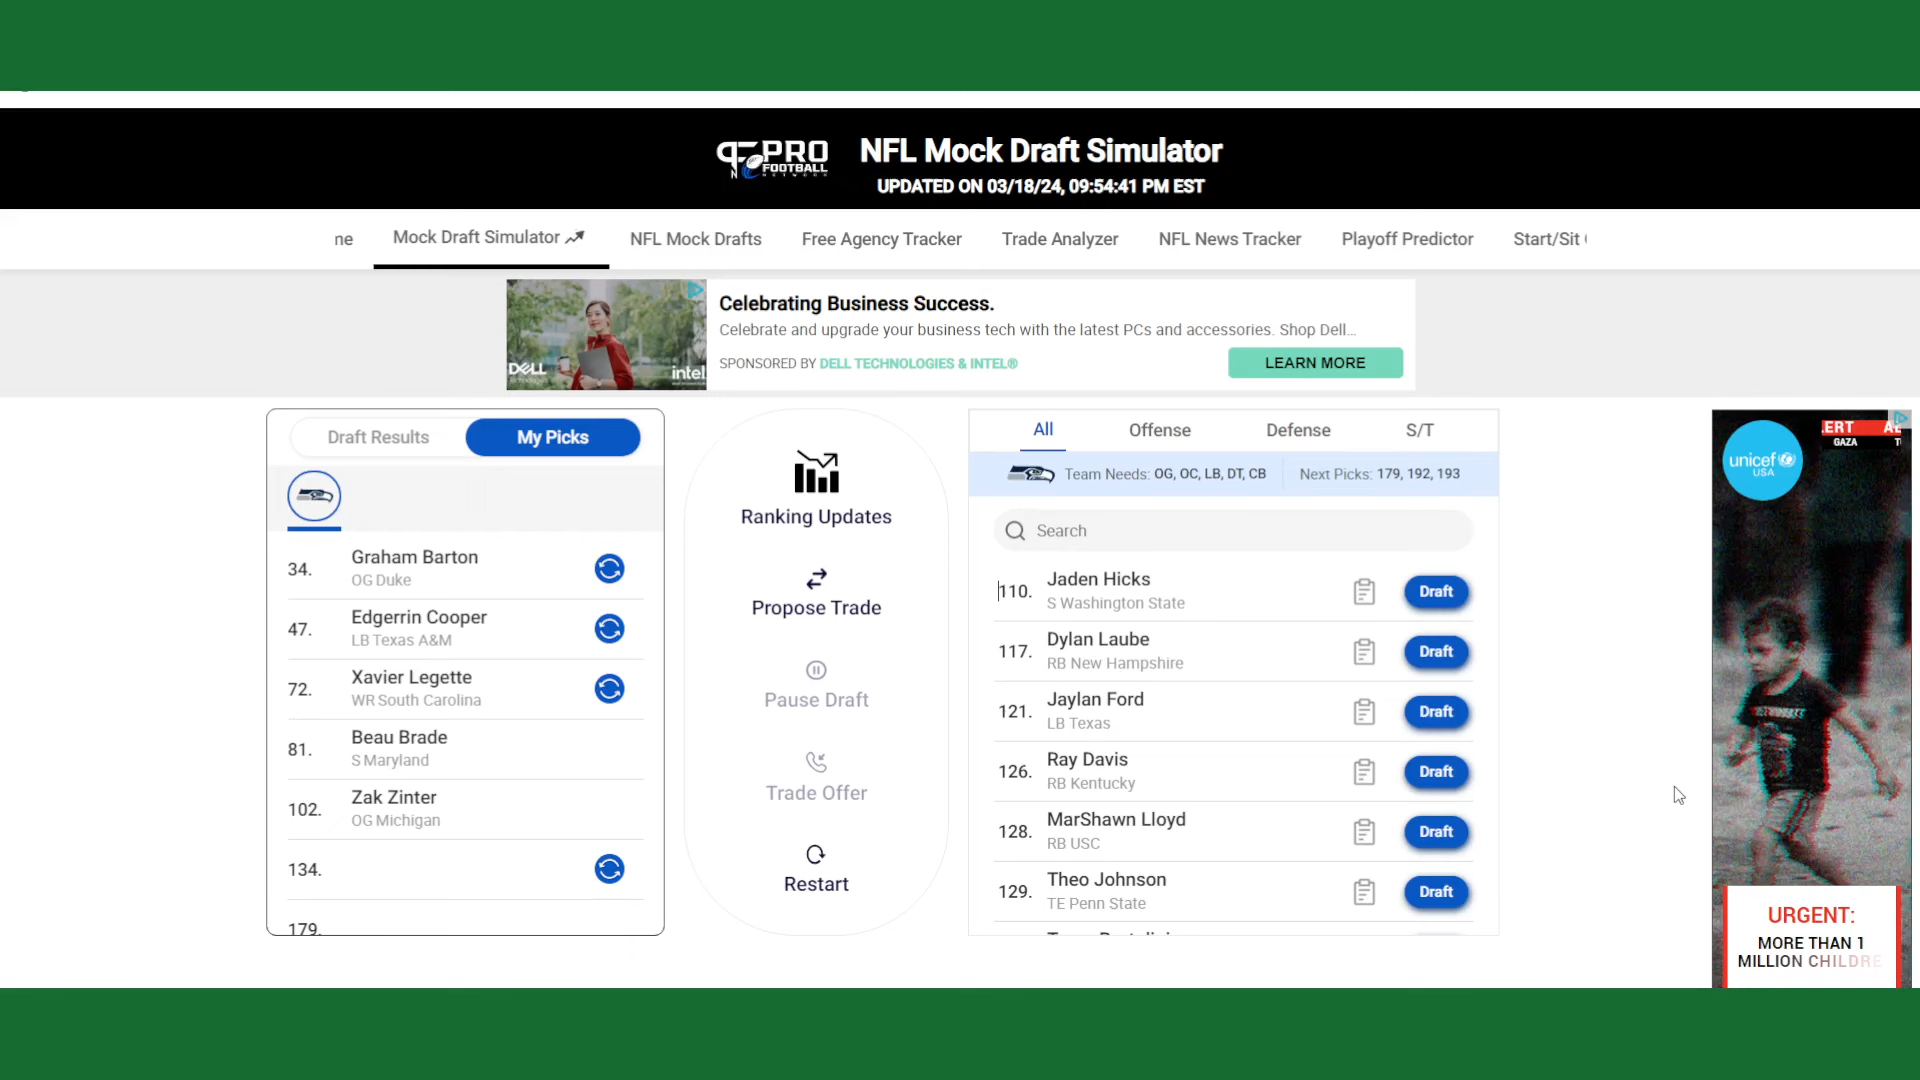 PRO
FOOTBALL
NETWORK
NFL Mock Draft Simulator
UPDATED ON 03/18/24, 09:54:41 PM EST
ne
Mock Draft Simulator
NFL Mock Drafts
Free Agency Tracker
Trade Analyzer
NFL News Tracker
Playoff Predictor
Start/Sit
DELL
intel
Celebrating Business Success.
Celebrate and upgrade your business tech with the latest PCs and accessories. Shop Dell...
SPONSORED BY DELL TECHNOLOGIES & INTEL®
LEARN MORE
Draft Results
My Picks
34.
Graham Barton
OG Duke
47.
Edgerrin Cooper
LB Texas A&M
72.
Xavier Legette
WR South Carolina
81.
Beau Brade
S Maryland
102.
Zak Zinter
OG Michigan
134.
179.
Ranking Updates
Propose Trade
Pause Draft
Trade Offer
Restart
All
Offense
Defense
S/T
Team Needs: OG, OC, LB, DT, CB
Next Picks: 179, 192, 193
Search
110.
Jaden Hicks
S Washington State
Draft
117.
Dylan Laube
RB New Hampshire
Draft
121.
Jaylan Ford
LB Texas
Draft
126.
Ray Davis
RB Kentucky
Draft
128.
MarShawn Lloyd
RB USC
Draft
129.
Theo Johnson
TE Penn State
Draft
unicef
USA
ERT
GAZA
URGENT:
MORE THAN 1
MILLION CHILDRE